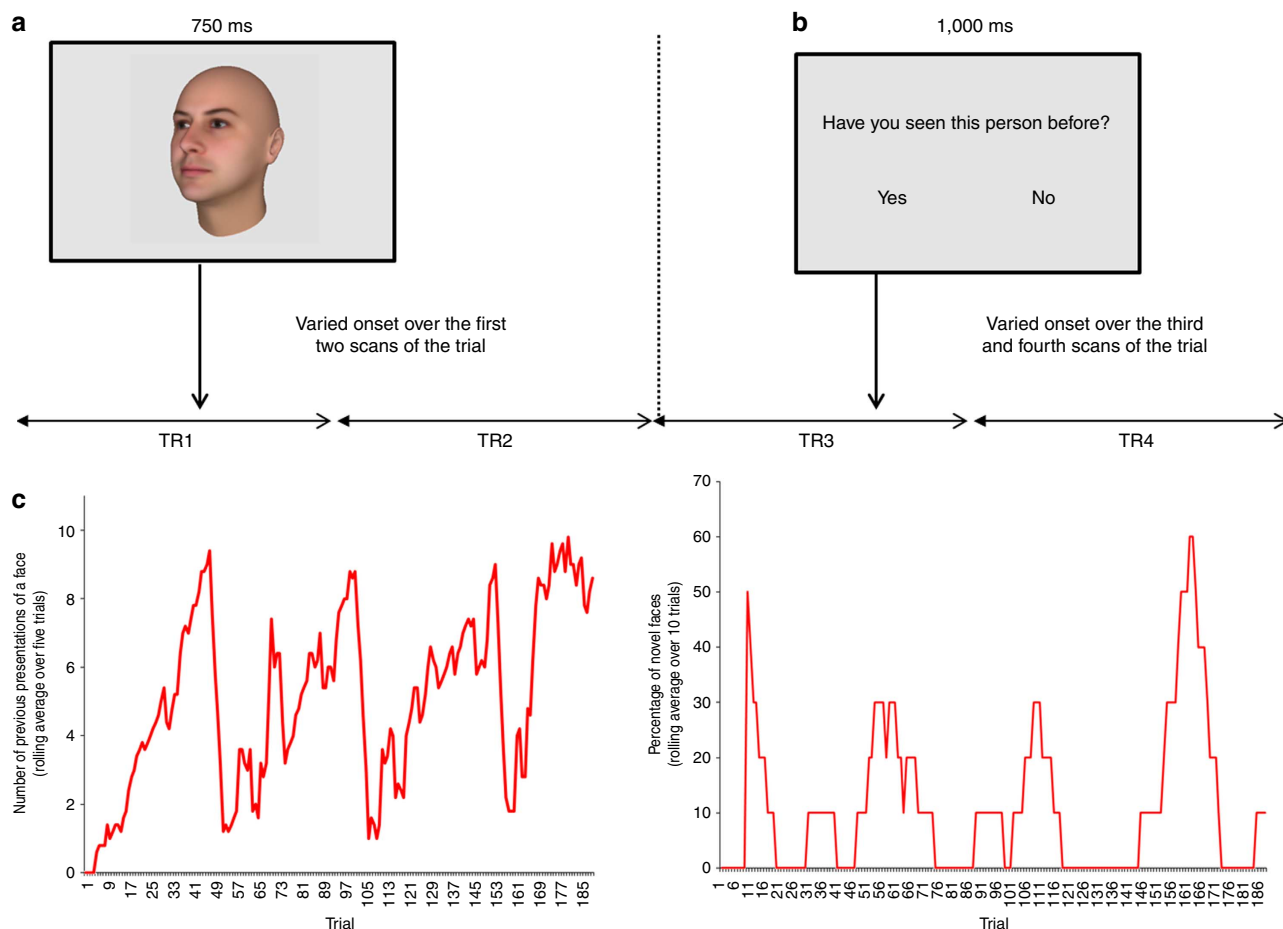 a
750 ms
Varied onset over the first
two scans of the trial
b
1,000 ms
Have you seen this person before?
Yes No
Varied onset over the third
and fourth scans of the trial
TR1 TR2 TR3 TR4
c
Number of previous presentations of a face
(rolling average over five trials)
10
8
6
4
2
0
1 9 17 25 33 41 49 57 65 73 81 89 97 105 113 121 129 137 145 153 161 169 177 185
Trial
Percentage of novel faces
(rolling average over 10 trials)
70
60
50
40
30
20
10
0
1 6 11 16 21 26 31 36 41 46 51 56 61 66 71 76 81 86 91 96 101 106 111 116 121 126 131 136 141 146 151 156 161 166 171 176 181 186
Trial